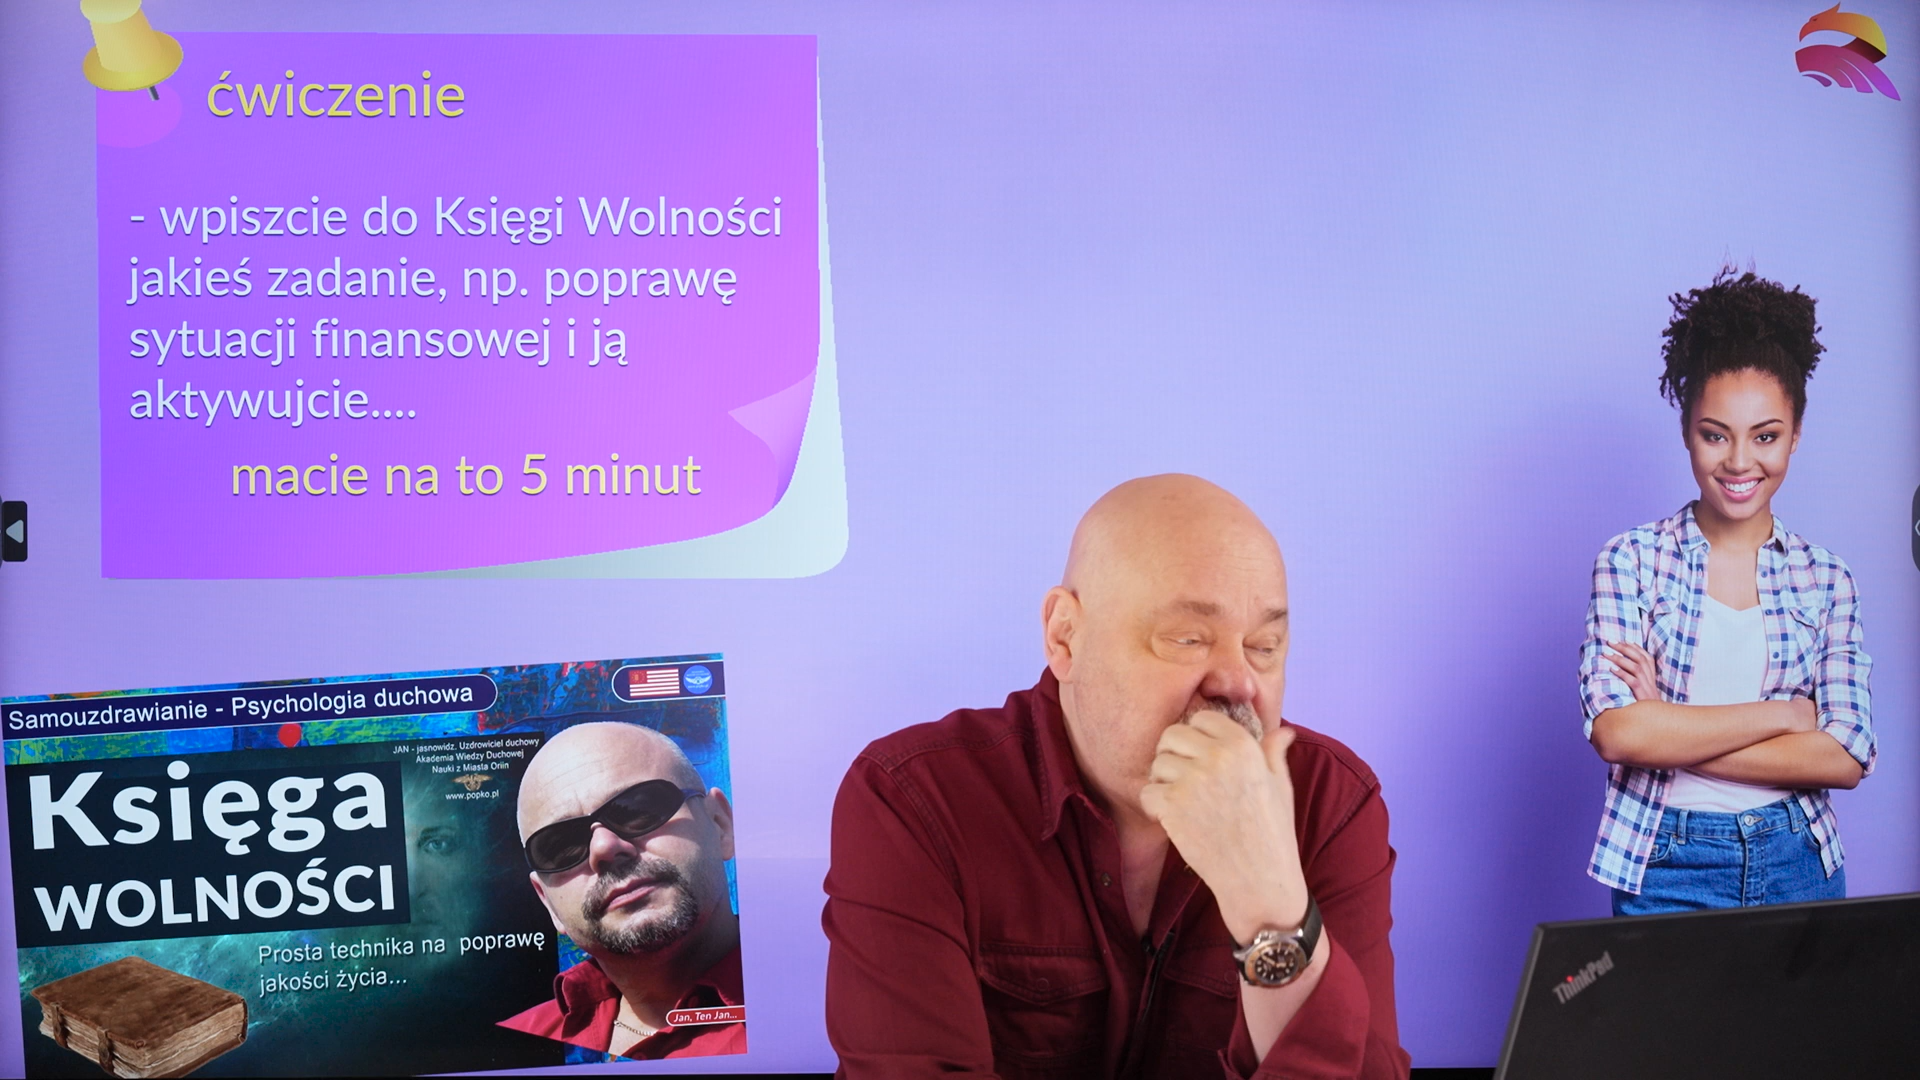 ćwiczenie
- wpiszcie do Księgi Wolności
jakieś zadanie, np. poprawę
sytuacji finansowej i ją
aktywujcie....
macie na to 5 minut
Samouzdrawianie - Psychologia duchowa
JAN - jasnowidz. Uzdrowiciel duchowy
Akademia Wiedzy Duchowej
Nauki z Miasta Oriin
www.popko.pl
Księga
WOLNOŚCI
Prosta technika na poprawę
jakości życia...
Jan, Ten Jan...
ThinkPad